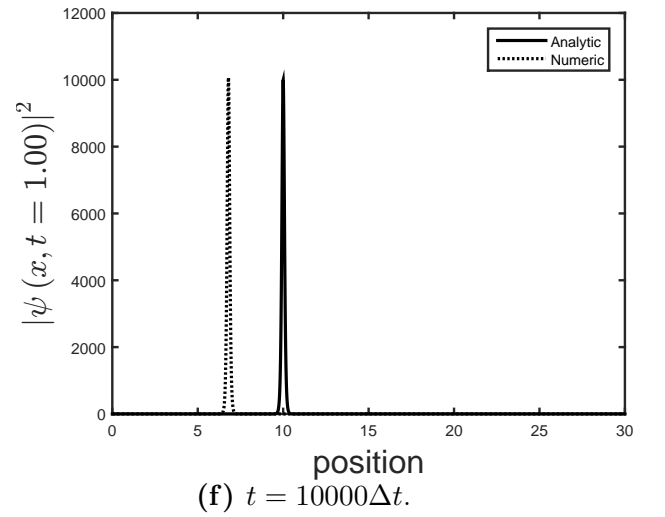 12000
10000
8000
6000
4000
2000
0
|ψ (x, t = 1.00)|²
Analytic
Numeric
0 5 10 15 20 25 30
position
(f) t = 10000Δt.